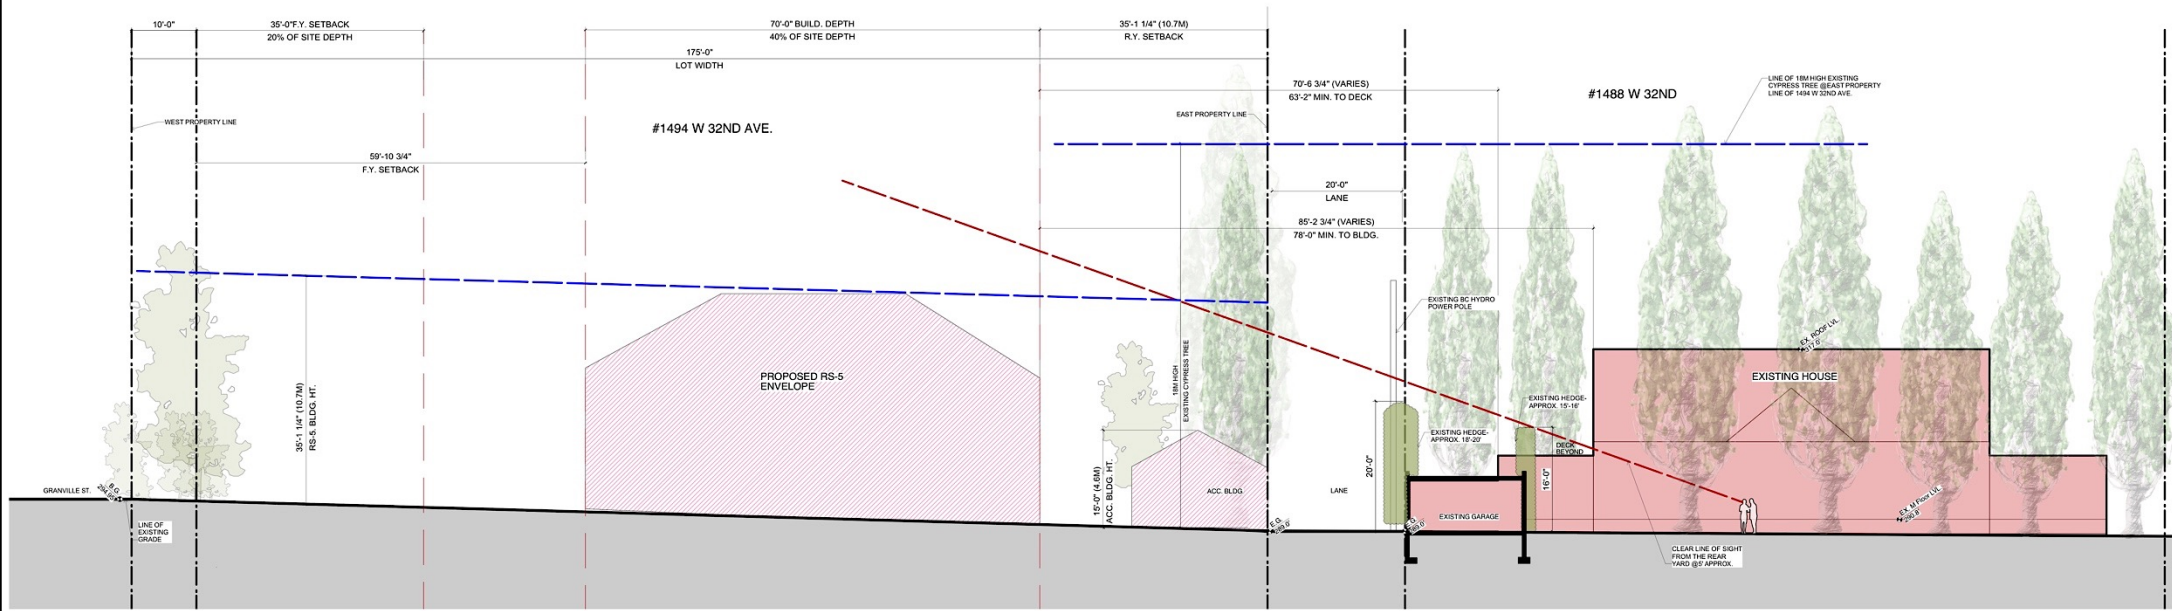 10'-0"
35'-0"F.Y. SETBACK
20% OF SITE DEPTH
70'-0" BUILD. DEPTH
40% OF SITE DEPTH
35'-1 1/4" (10.7M)
R.Y. SETBACK
175'-0"
LOT WIDTH
70'-6 3/4" (VARIES)
63'-2" MIN. TO DECK
#1488 W 32ND
LINE OF 18M HIGH EXISTING
CYPRESS TREE @EAST PROPERTY
LINE OF 1494 W 32ND AVE.
WEST PROPERTY LINE
#1494 W 32ND AVE.
EAST PROPERTY LINE
59'-10 3/4"
F.Y. SETBACK
20'-0"
LANE
85'-2 3/4" (VARIES)
78'-0" MIN. TO BLDG.
EXISTING BC HYDRO
POWER POLE
EX. ROOF LVL
317.0'
PROPOSED RS-5
ENVELOPE
EXISTING HOUSE
35'-1 1/4" (10.7M)
RS-5. BLDG. HT.
18M HIGH
EXISTING CYPRESS TREE
EXISTING HEDGE-
APPROX. 15'-16'
EXISTING HEDGE-
APPROX. 18'-20'
DECK
BEYOND
20'-0"
16'-0"
15'-0" (4.6M)
ACC. BLDG. HT.
ACC. BLDG.
LANE
EXISTING GARAGE
EX. M Floor LVL
GRANVILLE ST.
B.G.
E.G.
289.0'
E.G.
289.0'
LINE OF
EXISTING
GRADE
CLEAR LINE OF SIGHT
FROM THE REAR
YARD @5' APPROX.